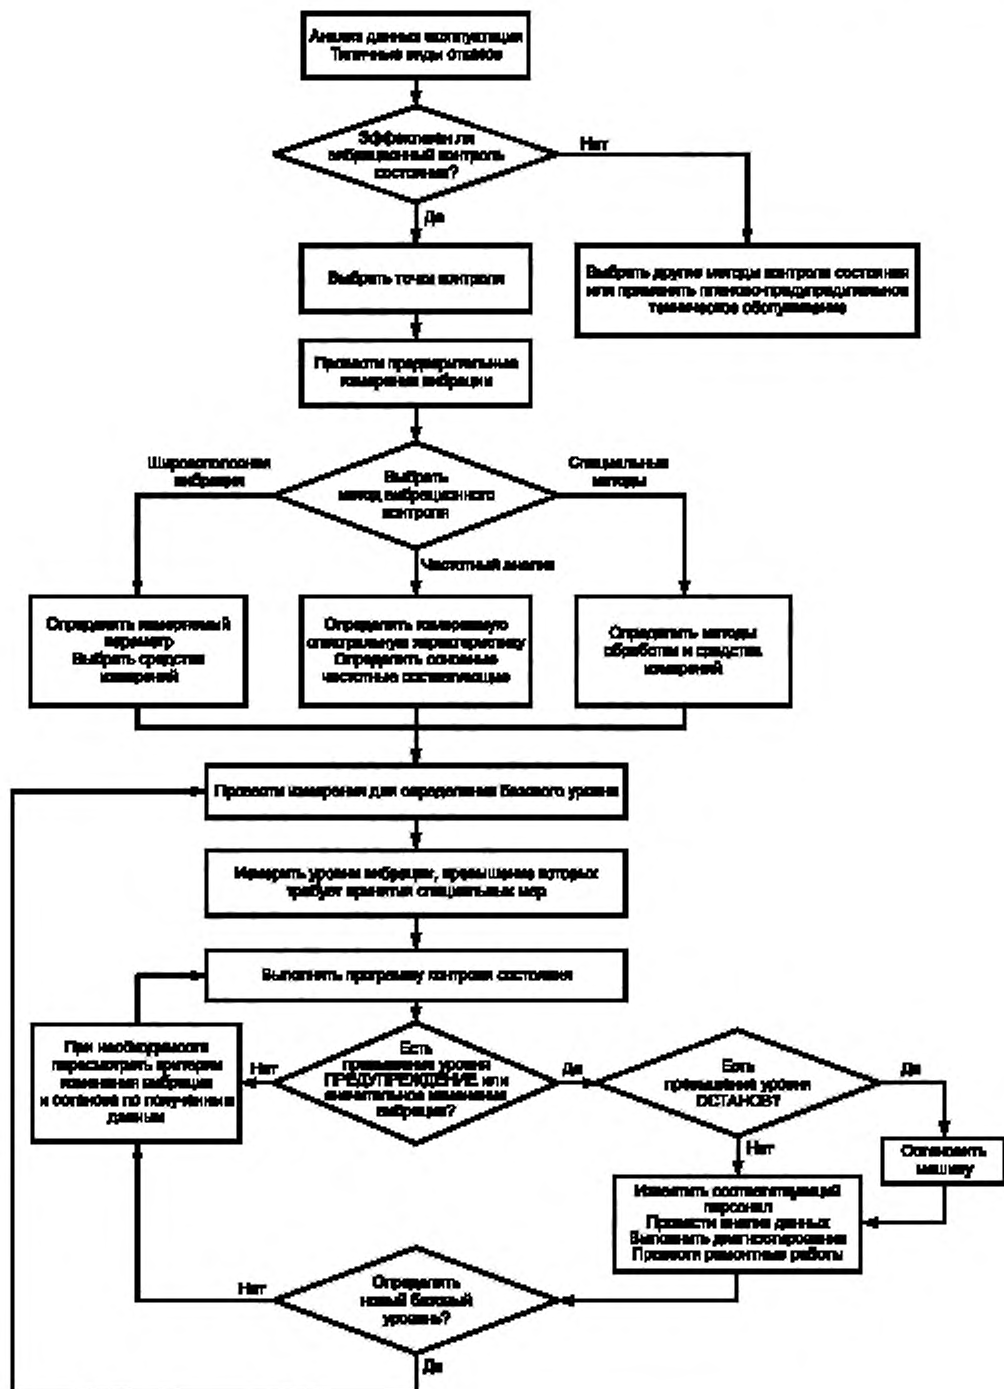 Анализ данных эксплуатации
Типичные виды отказов
Эффективен ли
вибрационный контроль
состояния?
Нет
Да
Выбрать точки контроля
Выбрать другие методы контроля состояния
или применить планово-предупредительное
техническое обслуживание
Провести предварительные
измерения вибрации
Широкополосная
вибрация
Выбрать
метод вибрационного
контроля
Специальные
методы
Частотный анализ
Определить измеряемый
параметр
Выбрать средства
измерений
Определить измеряемую
спектральную характеристику
Определить основные
частотные составляющие
Определить методы
обработки и средства
измерений
Провести измерения для определения базового уровня
Измерить уровни вибрации, превышение которых
требует принятия специальных мер
Выполнить программу контроля состояния
При необходимости
пересмотреть критерии
изменения вибрации
и останова по полученным
данным
Нет
Есть
превышение уровня
ПРЕДУПРЕЖДЕНИЕ или
значительное изменение
вибрации?
Да
Есть
превышение уровня
ОСТАНОВ?
Да
Остановить
машину
Нет
Известить соответствующий
персонал
Провести анализ данных
Выполнить диагностирование
Провести ремонтные работы
Нет
Определить
новый базовый
уровень?
Да